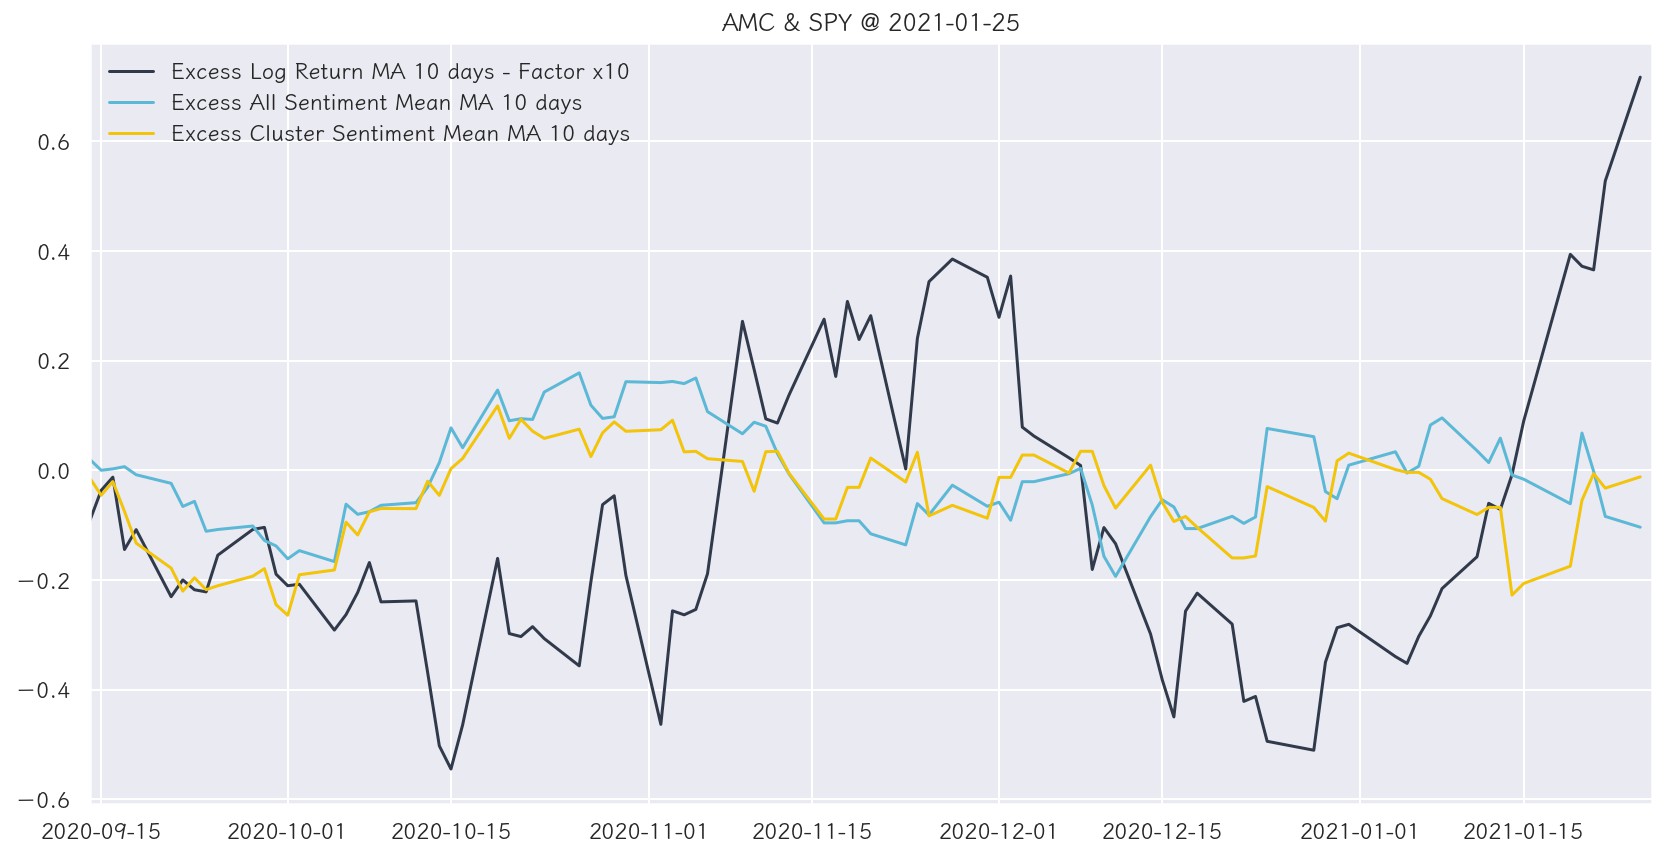 AMC & SPY @ 2021-01-25
Excess Log Return MA 10 days - Factor x10
Excess All Sentiment Mean MA 10 days
Excess Cluster Sentiment Mean MA 10 days
0.6
0.4
0.2
0.0
−0.2
−0.4
−0.6
2020-09-15 2020-10-01 2020-10-15 2020-11-01 2020-11-15 2020-12-01 2020-12-15 2021-01-01 2021-01-15